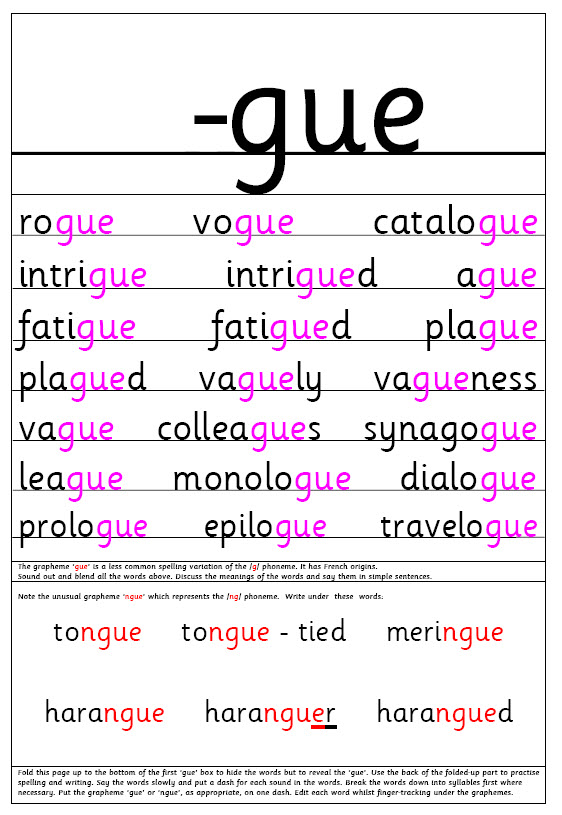 -gue
rogue vogue catalogue
intrigue intrigued ague
fatigue fatigued plague
plagued vaguely vagueness
vague colleagues synagogue
league monologue dialogue
prologue epilogue travelogue
The grapheme ‘gue’ is a less common spelling variation of the /g/ phoneme. It has French origins.
Sound out and blend all the words above. Discuss the meanings of the words and say them in simple sentences.
Note the unusual grapheme ‘ngue’ which represents the /ng/ phoneme. Write under these words:
tongue tongue - tied meringue
harangue haranguer harangued
Fold this page up to the bottom of the first ‘gue’ box to hide the words but to reveal the ‘gue’. Use the back of the folded-up part to practise
spelling and writing. Say the words slowly and put a dash for each sound in the words. Break the words down into syllables first where
necessary. Put the grapheme ‘gue’ or ‘ngue’, as appropriate, on one dash. Edit each word whilst finger-tracking under the graphemes.